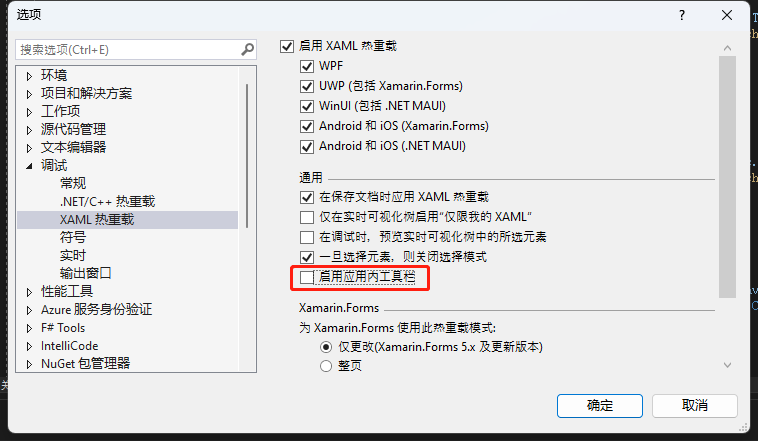 选项
?
搜索选项(Ctrl+E)
环境
项目和解决方案
工作项
源代码管理
文本编辑器
调试
常规
.NET/C++ 热重载
XAML 热重载
符号
实时
输出窗口
性能工具
Azure 服务身份验证
F# Tools
IntelliCode
NuGet 包管理器
启用 XAML 热重载
WPF
UWP (包括 Xamarin.Forms)
WinUI (包括 .NET MAUI)
Android 和 iOS (Xamarin.Forms)
Android 和 iOS (.NET MAUI)
通用
在保存文档时应用 XAML 热重载
仅在实时可视化树启用"仅限我的 XAML"
在调试时，预览实时可视化树中的所选元素
一旦选择元素，则关闭选择模式
启用应用内工具栏
Xamarin.Forms
为 Xamarin.Forms 使用此热重载模式:
仅更改(Xamarin.Forms 5.x 及更新版本)
整页
确定
取消